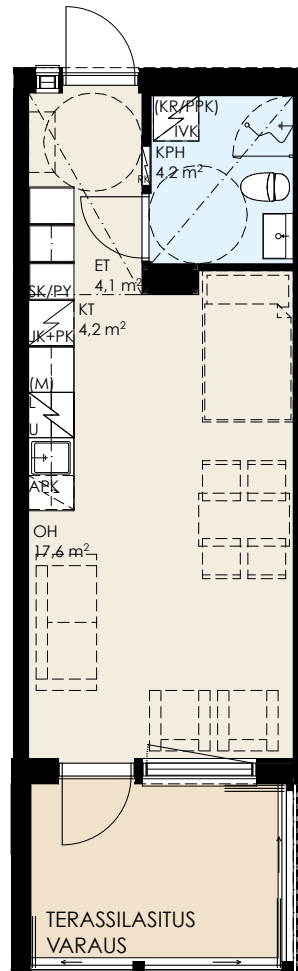 (KR/PPK)
IVK
KPH
4,2 m²
RK
ET
4,1 m²
SK/PY
KT
4,2 m²
JK+PK
(M)
L
U
APK
OH
17,6 m²
TERASSILASITUS
VARAUS